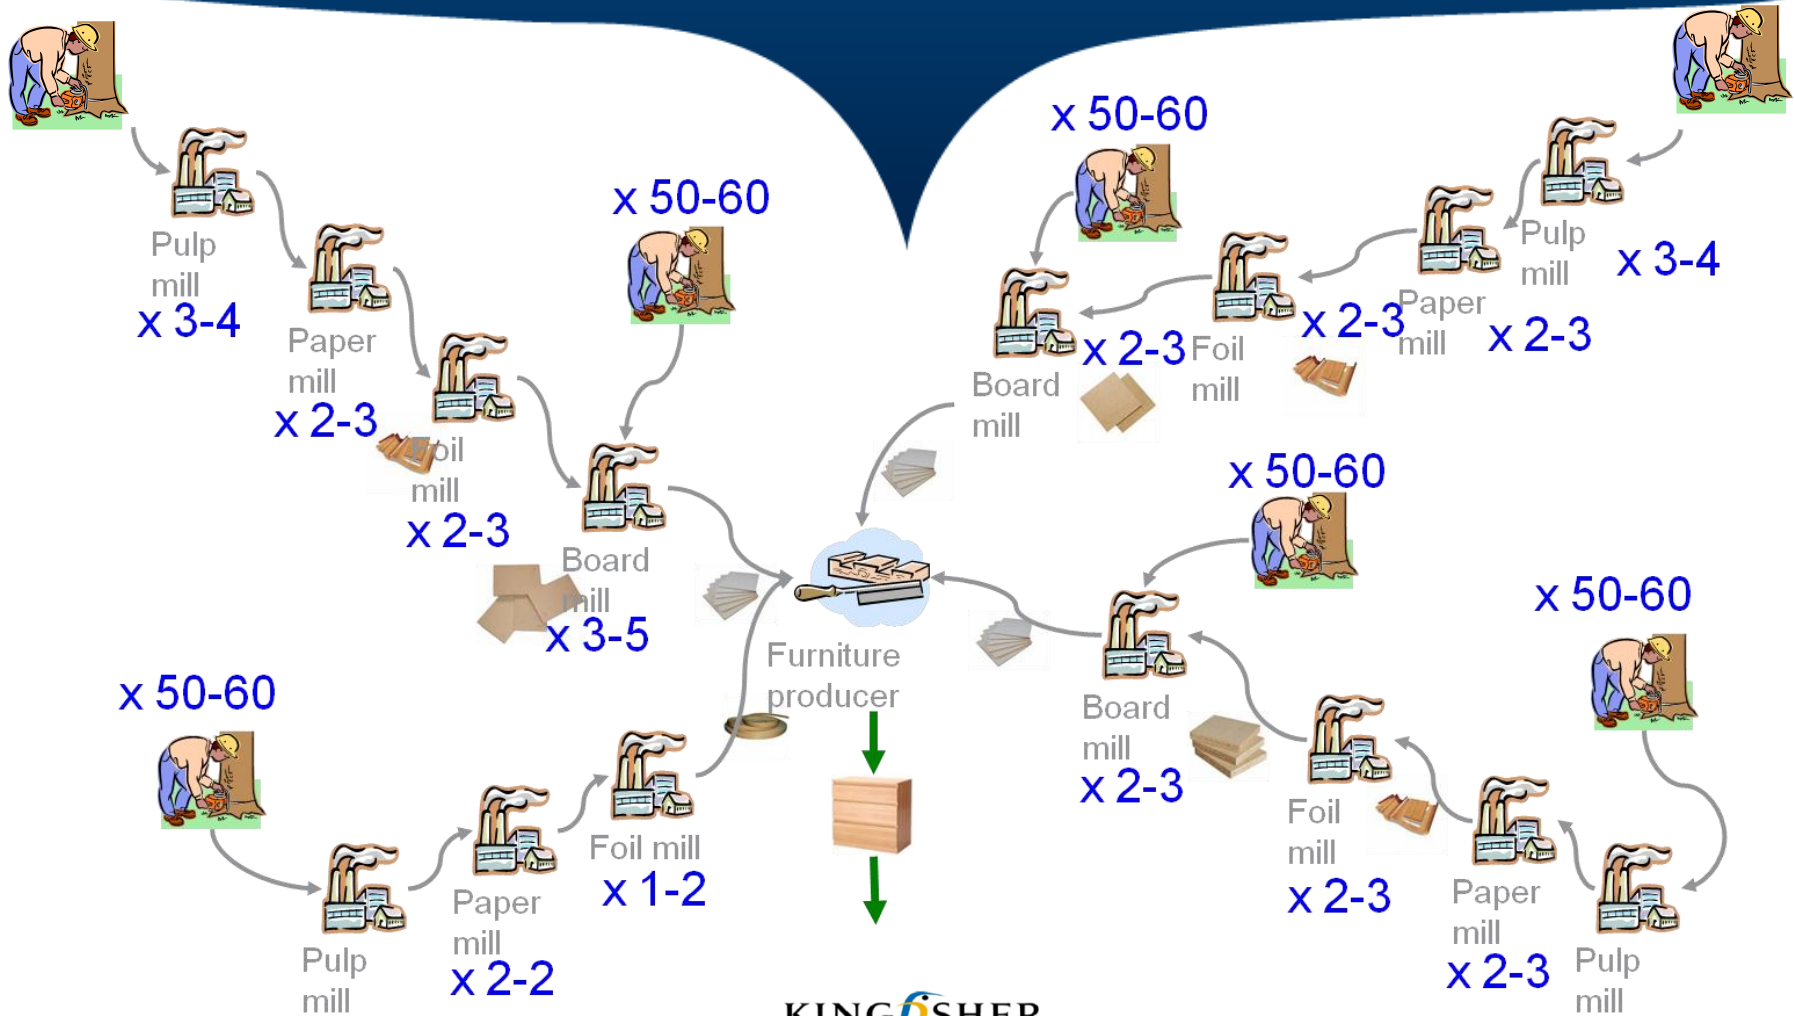 x 50-60
x 50-60
Pulp
mill
x 3-4
Paper
mill
x 2-3
Foil
mill
x 2-3
Board
mill
x 3-5
Pulp
mill
x 3-4
Paper
mill
x 2-3
Foil
mill
x 2-3
Board
mill
x 2-3
x 50-60
x 50-60
x 50-60
Furniture
producer
Board
mill
x 2-3
Foil
mill
x 2-3
Paper
mill
x 2-3
Pulp
mill
Foil mill
x 1-2
Paper
mill
x 2-2
Pulp
mill
KINGFISHER